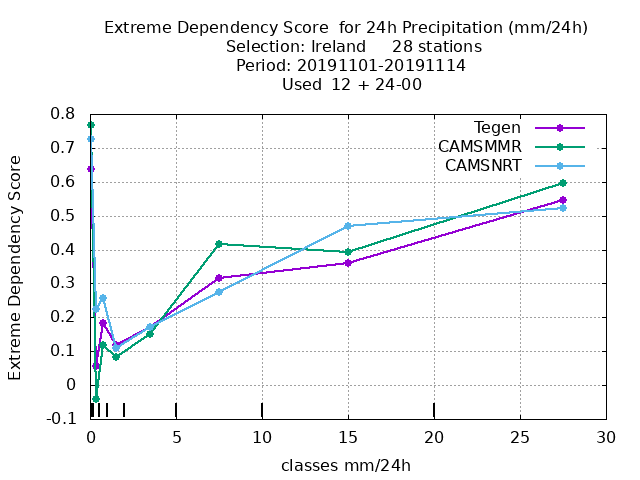 Extreme Dependency Score  for 24h Precipitation (mm/24h)
Selection: Ireland     28 stations
Period: 20191101-20191114
Used  12 + 24-00
Extreme Dependency Score
0.8
0.7
0.6
0.5
0.4
0.3
0.2
0.1
0
-0.1
Tegen
CAMSMMR
CAMSNRT
0 5 10 15 20 25 30
classes mm/24h